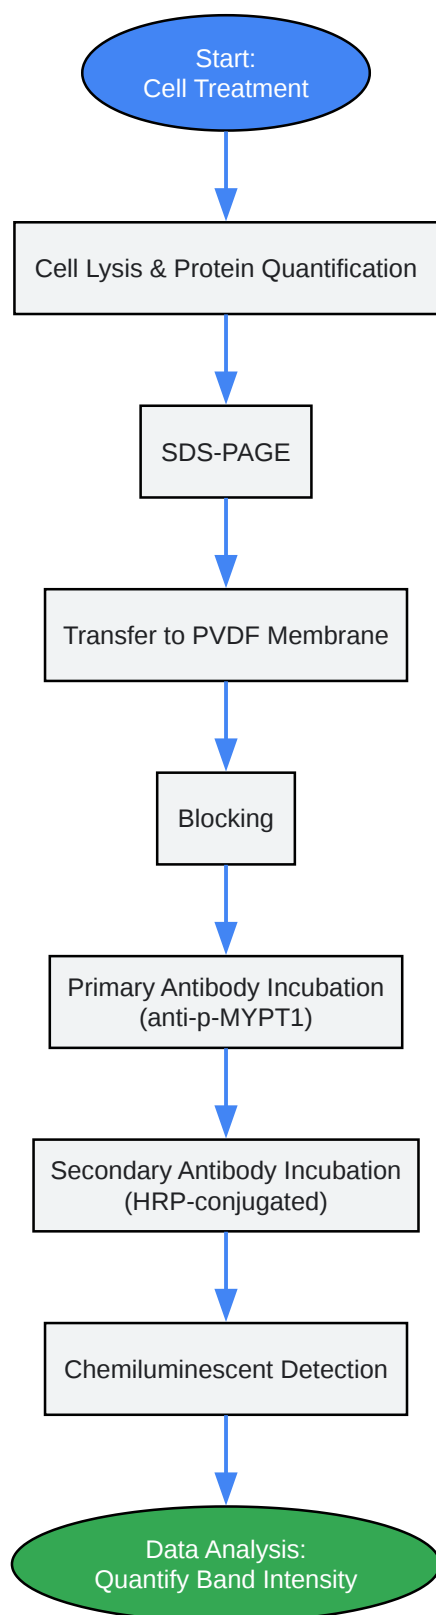 Start:
Cell Treatment
Cell Lysis & Protein Quantification
SDS-PAGE
Transfer to PVDF Membrane
Blocking
Primary Antibody Incubation
(anti-p-MYPT1)
Secondary Antibody Incubation
(HRP-conjugated)
Chemiluminescent Detection
Data Analysis:
Quantify Band Intensity